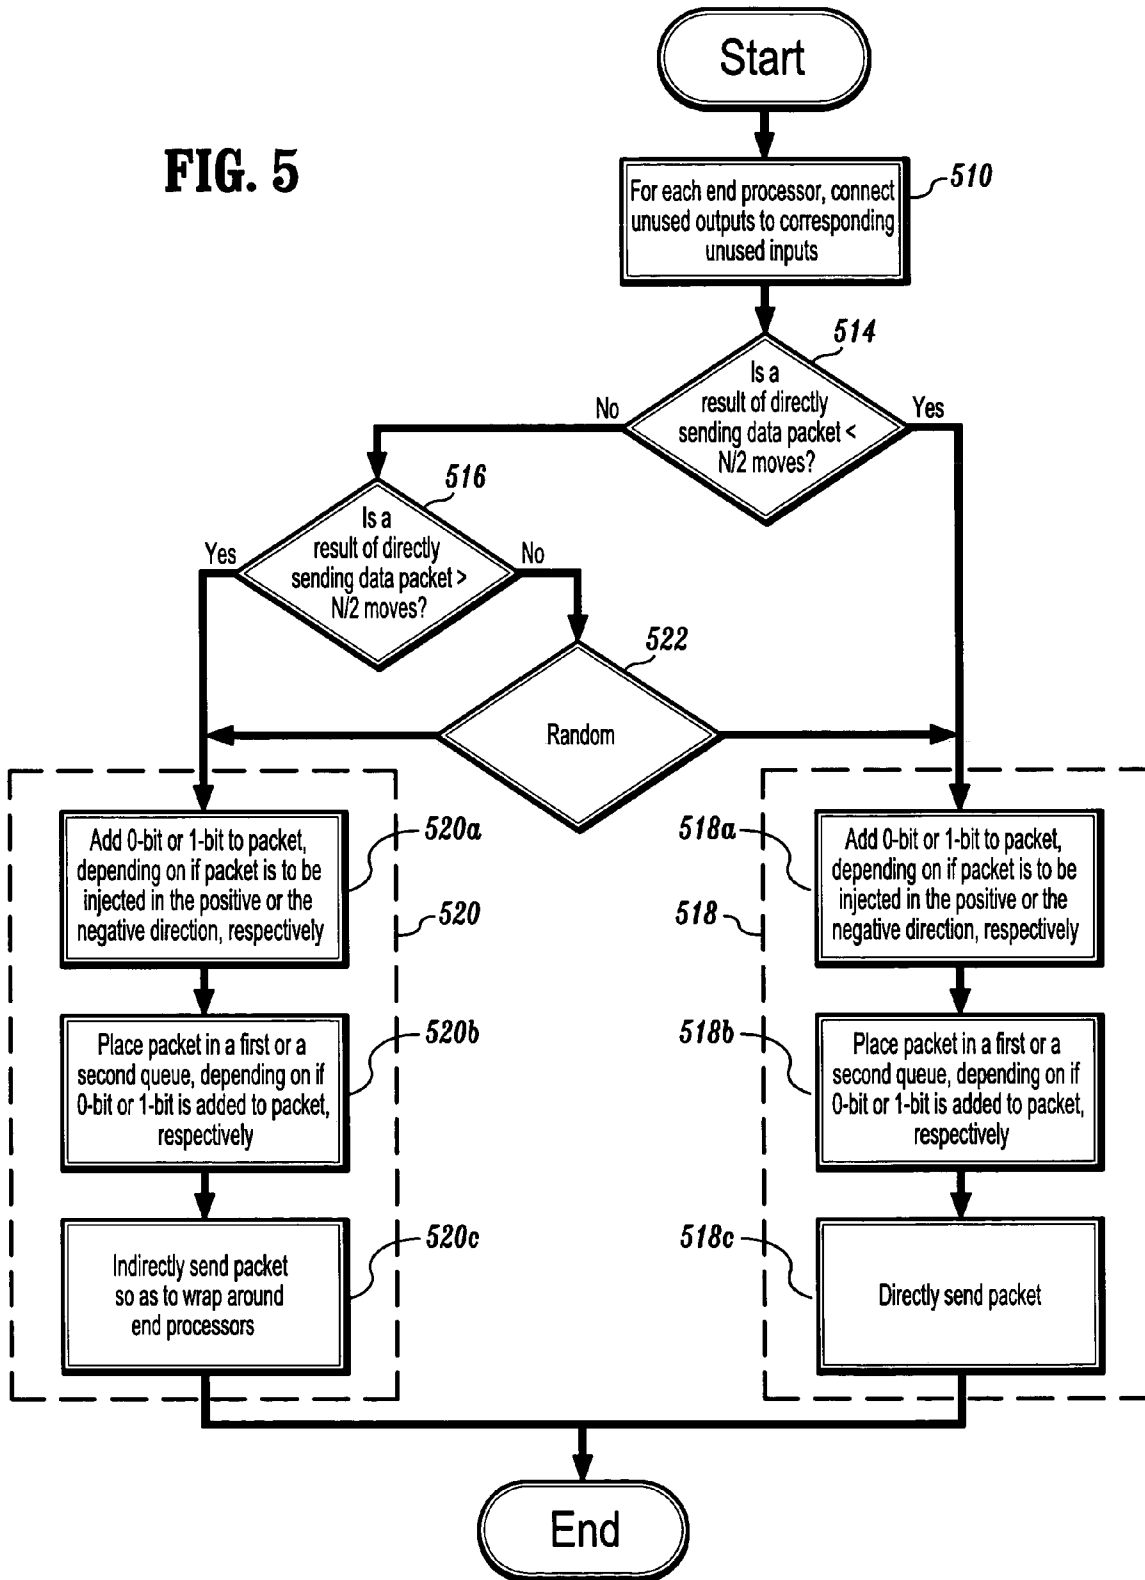 Start
FIG. 5
For each end processor, connect
unused outputs to corresponding
unused inputs
510
514
Is a
result of directly
sending data packet <
N/2 moves?
No
Yes
516
Is a
result of directly
sending data packet >
N/2 moves?
Yes
No
522
Random
Add 0-bit or 1-bit to packet,
depending on if packet is to be
injected in the positive or the
negative direction, respectively
520a
520
518a
518
Add 0-bit or 1-bit to packet,
depending on if packet is to be
injected in the positive or the
negative direction, respectively
Place packet in a first or a
second queue, depending on if
0-bit or 1-bit is added to packet,
respectively
520b
518b
Place packet in a first or a
second queue, depending on if
0-bit or 1-bit is added to packet,
respectively
Indirectly send packet
so as to wrap around
end processors
520c
518c
Directly send packet
End